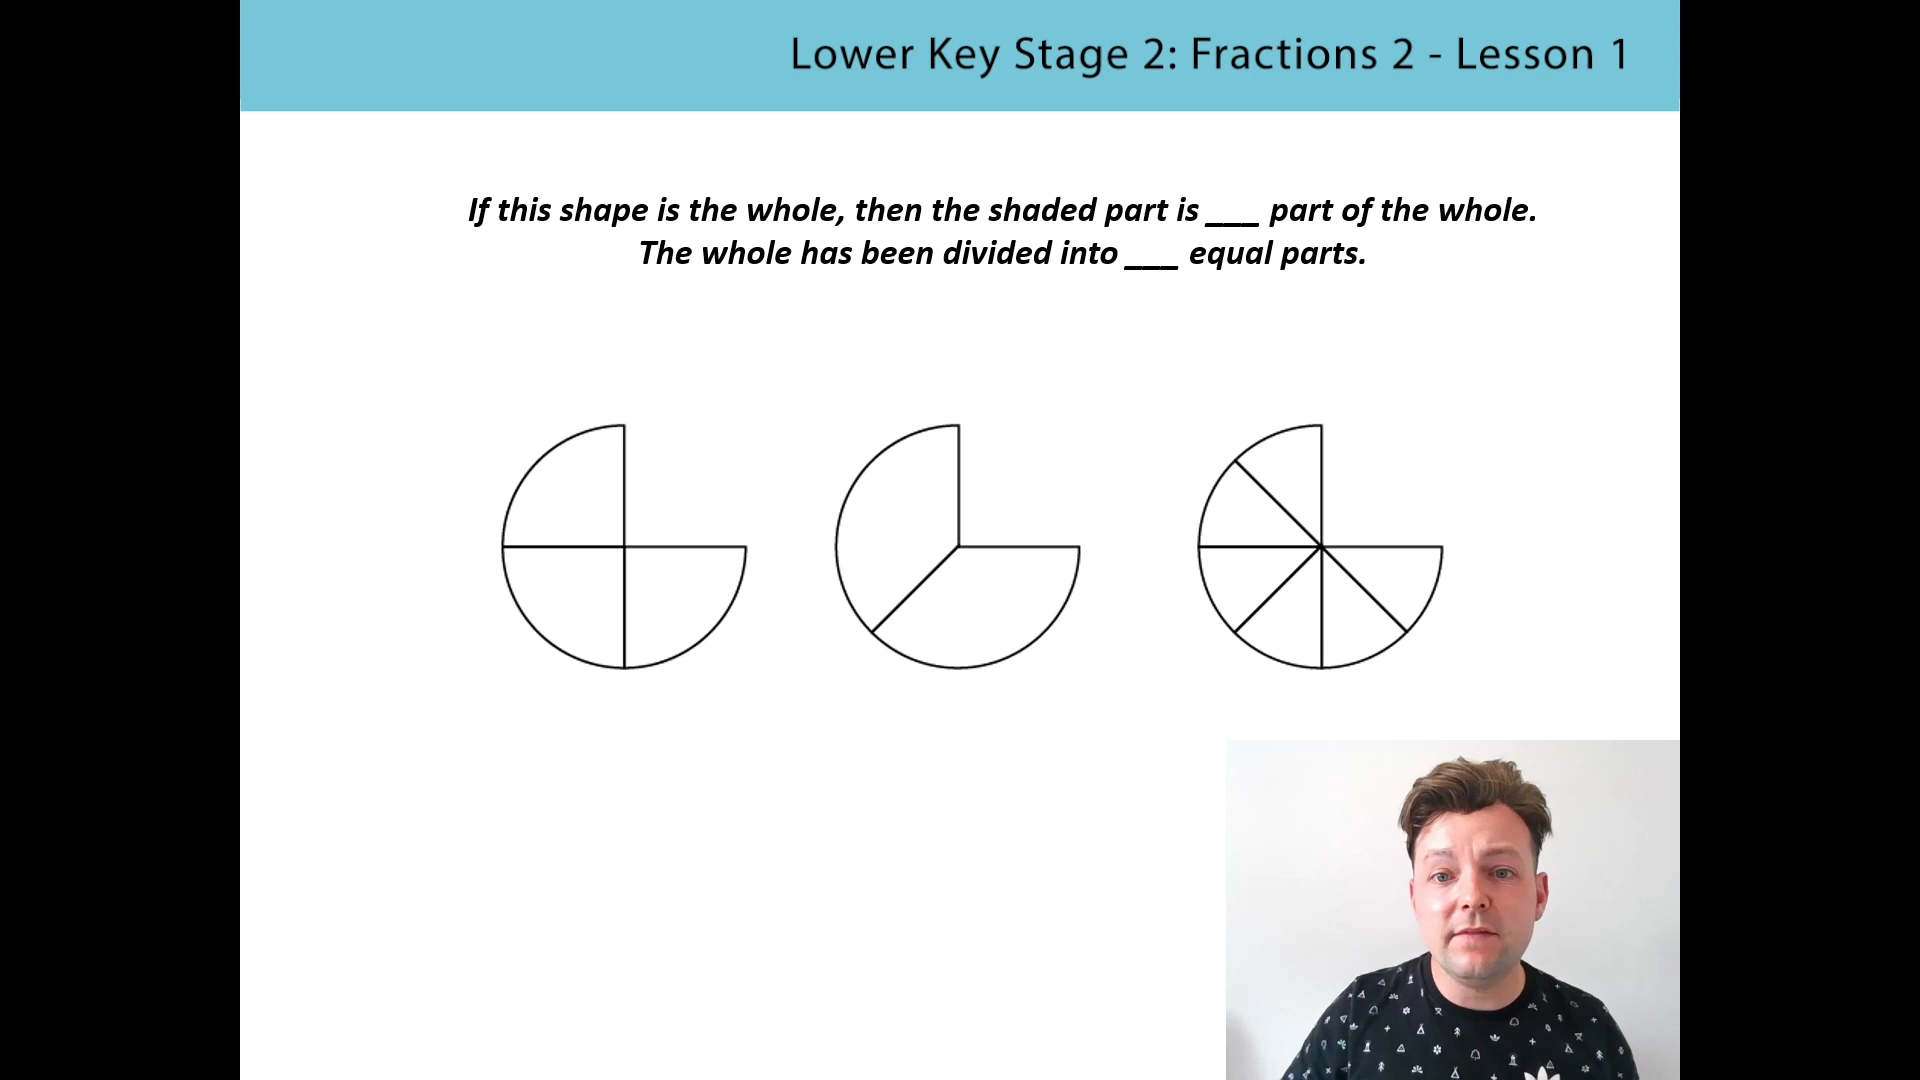 Lower Key Stage 2: Fractions 2 - Lesson 1
If this shape is the whole, then the shaded part is ___ part of the whole.
The whole has been divided into ___ equal parts.